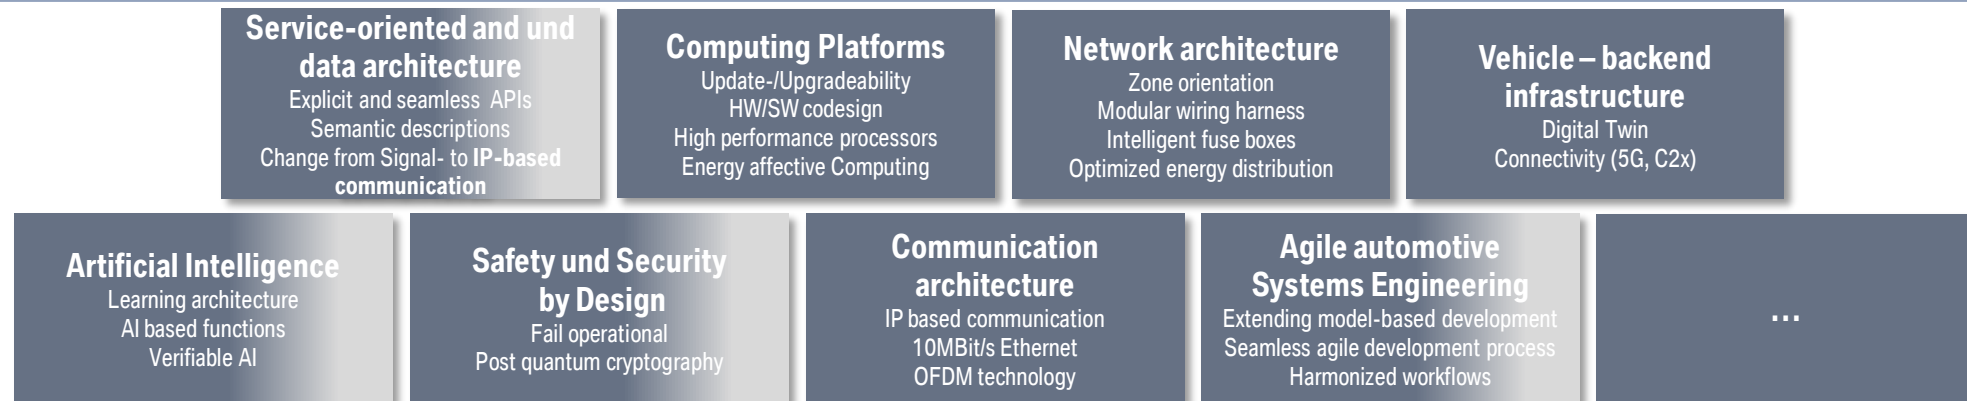 Service-oriented and und
data architecture
Explicit and seamless APIs
Semantic descriptions
Change from Signal- to IP-based
communication
Computing Platforms
Update-/Upgradeability
HW/SW codesign
High performance processors
Energy affective Computing
Network architecture
Zone orientation
Modular wiring harness
Intelligent fuse boxes
Optimized energy distribution
Vehicle – backend
infrastructure
Digital Twin
Connectivity (5G, C2x)
Artificial Intelligence
Learning architecture
AI based functions
Verifiable AI
Safety und Security
by Design
Fail operational
Post quantum cryptography
Communication
architecture
IP based communication
10MBit/s Ethernet
OFDM technology
Agile automotive
Systems Engineering
Extending model-based development
Seamless agile development process
Harmonized workflows
...